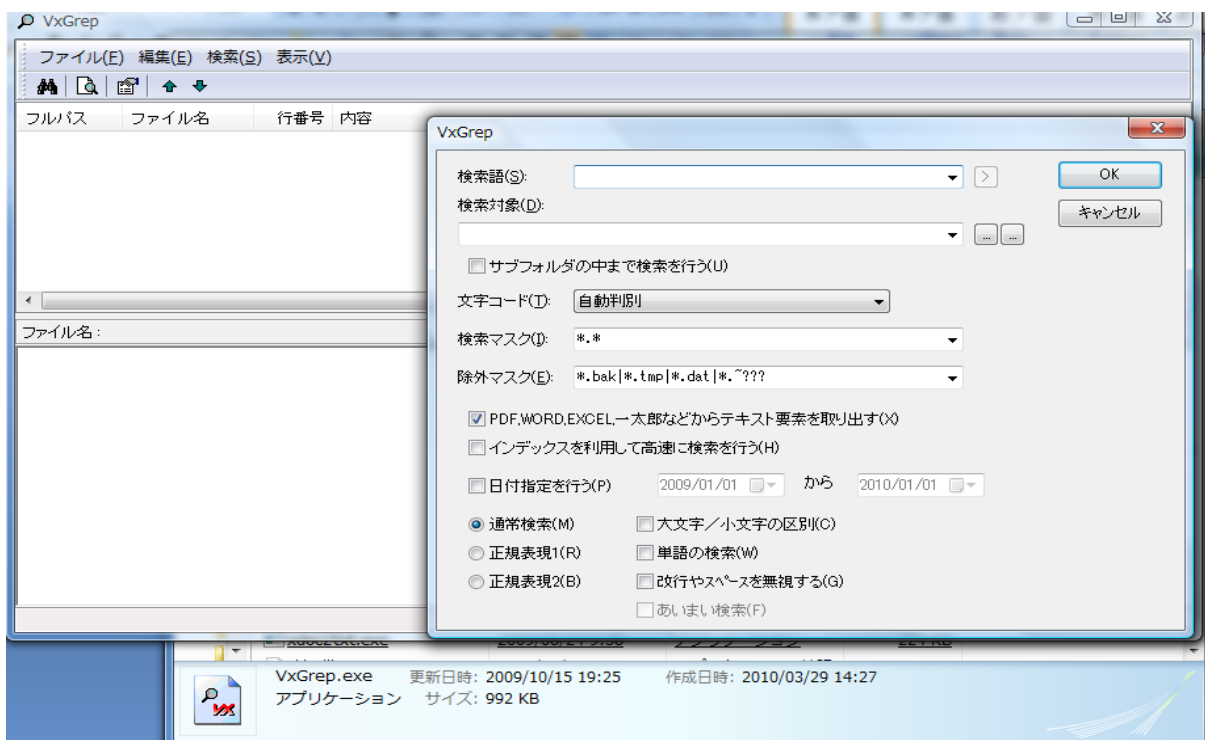 VxGrep
ファイル(F) 編集(E) 検索(S) 表示(V)
フルパス ファイル名 行番号 内容
ファイル名:
VxGrep
検索語(S):
OK
検索対象(D):
キャンセル
サブフォルダの中まで検索を行う(U)
文字コード(T): 自動判別
検索マスク(I): *.*
除外マスク(E): *.bak|*.tmp|*.dat|*.~???
PDF,WORD,EXCEL,一太郎などからテキスト要素を取り出す(X)
インデックスを利用して高速に検索を行う(H)
日付指定を行う(P) 2009/01/01 から 2010/01/01
通常検索(M) 大文字/小文字の区別(C)
正規表現1(R) 単語の検索(W)
正規表現2(B) 改行やスペースを無視する(G)
あいまい検索(F)
VxGrep.exe 更新日時: 2009/10/15 19:25 作成日時: 2010/03/29 14:27
アプリケーション サイズ: 992 KB